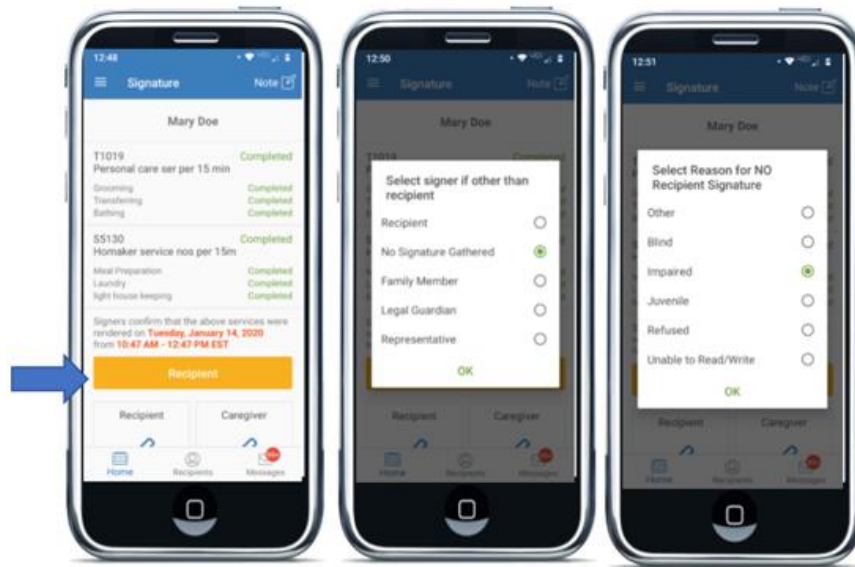 12:48
Signature
Note
Mary Doe
T1019 Completed
Personal care ser per 15 min
Grooming Completed
Transferring Completed
Bathing Completed
S5130 Completed
Homaker service nos per 15m
Meal Preparation Completed
Laundry Completed
light house keeping Completed
Signers confirm that the above services were
rendered on Tuesday, January
14, 2020
from 10:47 AM - 12:47 PM EST
Recipient
Recipient Caregiver
Home Recipients Messages
12:50
Signature
Note
Mary Doe
T1019 Completed
Select signer if other than
recipient
Recipient
No Signature Gathered
Family Member
Legal Guardian
Representative
OK
Recipient Caregiver
Home Recipients Messages
12:51
Signature
Note
Mary Doe
Select Reason for NO
Recipient Signature
Other
Blind
Impaired
Juvenile
Refused
Unable to Read/Write
OK
Recipient Caregiver
Home Recipients Messages